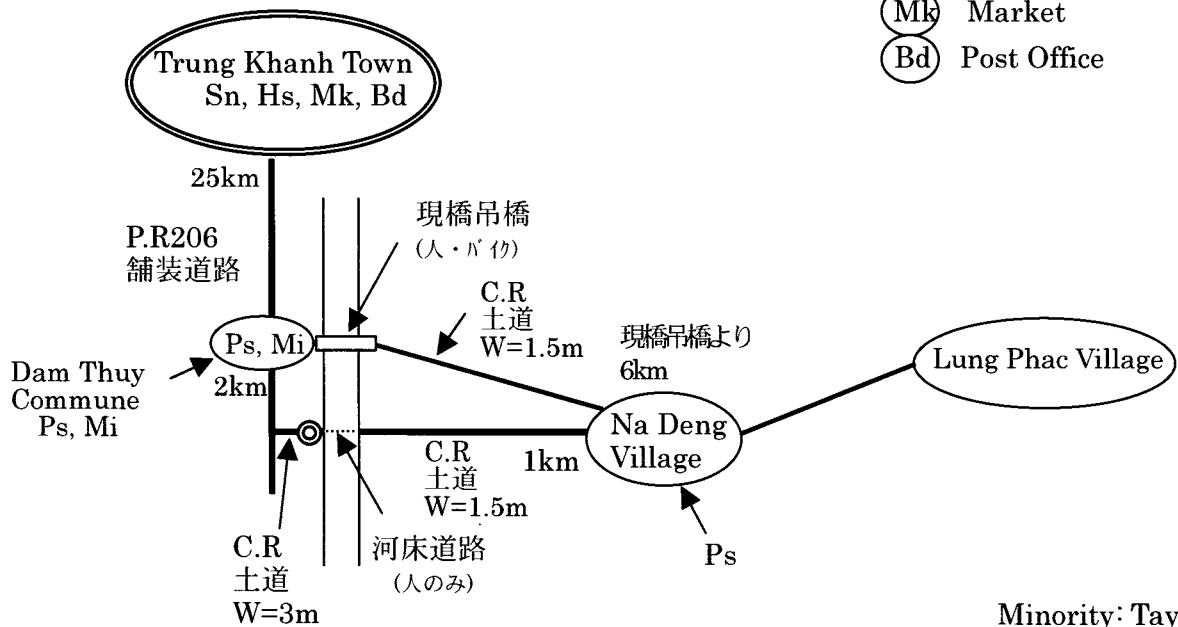 Mk Market
Bd Post Office
Trung Khanh Town
Sn, Hs, Mk, Bd
25km
P.R206
舗装道路
現橋吊橋
(人・ﾊﾞｲｸ)
C.R
土道
W=1.5m
現橋吊橋より
6km
Ps, Mi
Lung Phac Village
Dam Thuy
Commune
Ps, Mi
2km
Na Deng
Village
C.R
土道
W=1.5m
1km
C.R
土道
W=3m
河床道路
(人のみ)
Ps
Minority: Tay